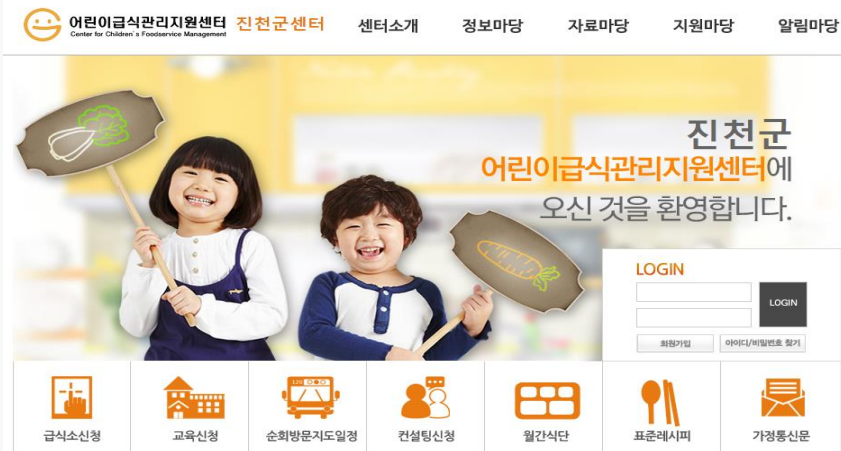 어린이급식관리지원센터 진천군센터
Center for Children's Foodservice Management
센터소개 정보마당 자료마당 지원마당 알림마당
진천군
어린이급식관리지원센터에
오신 것을 환영합니다.
LOGIN
LOGIN
회원가입 아이디/비밀번호 찾기
급식소신청 교육신청 순회방문지도일정 컨설팅신청 월간식단 표준레시피 가정통신문